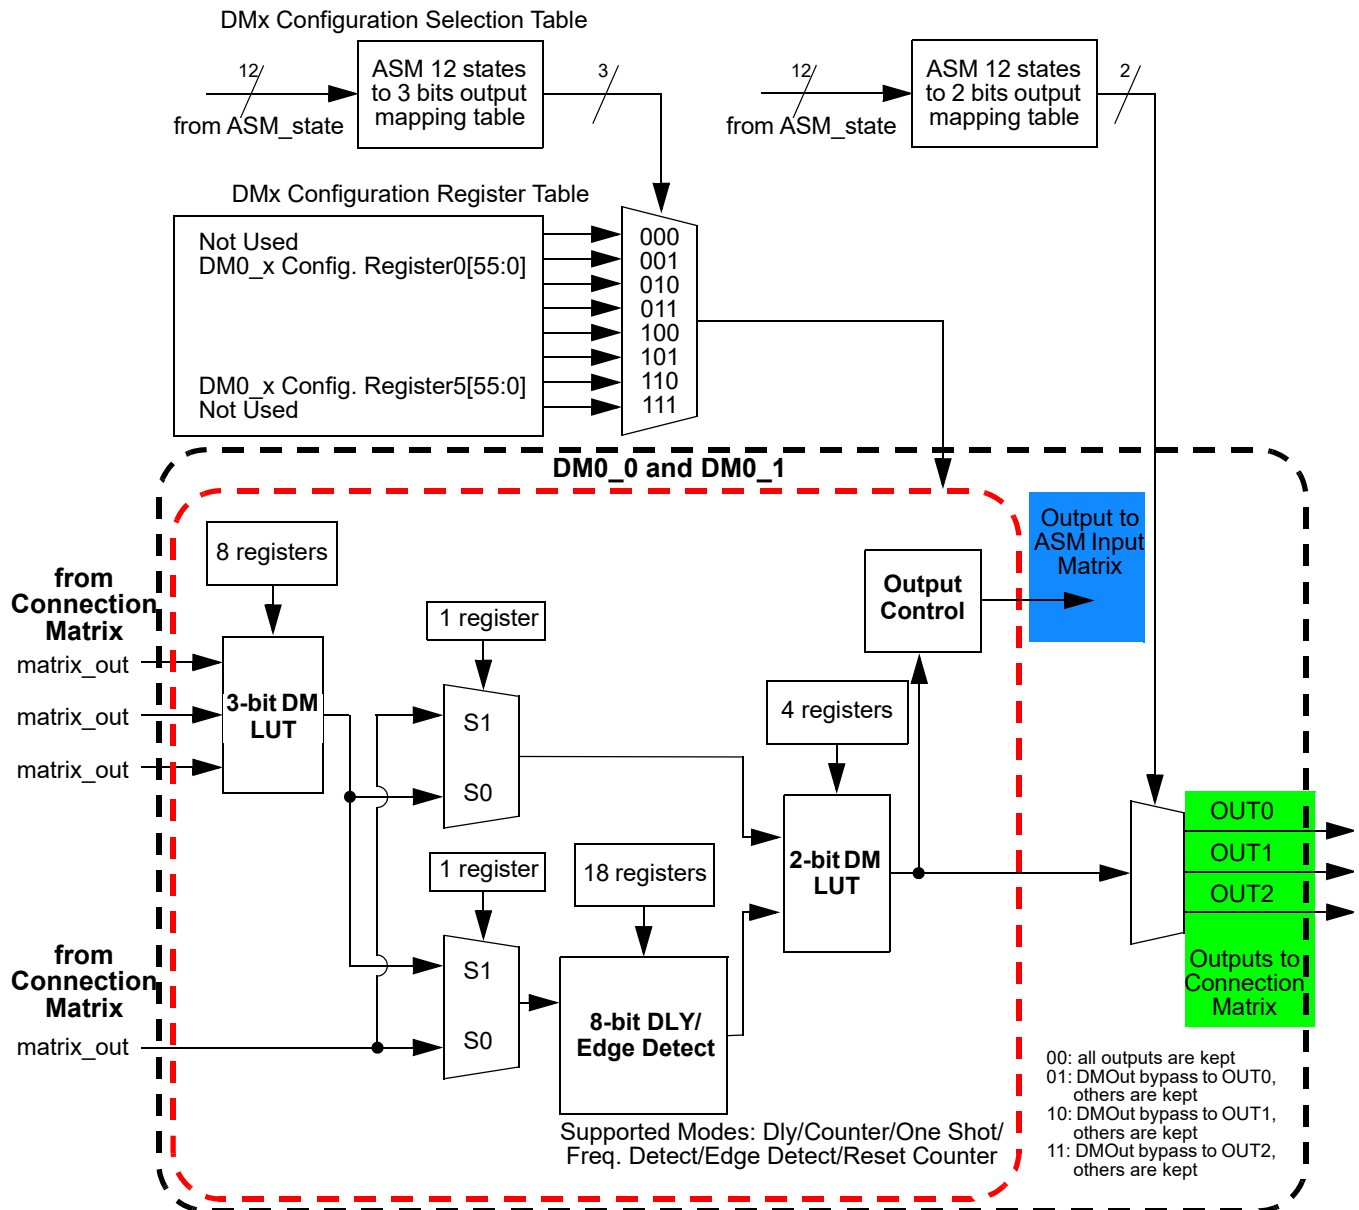 DMx Configuration Selection Table
12
from ASM_state
ASM 12 states
to 3 bits output
mapping table
3
12
from ASM_state
ASM 12 states
to 2 bits output
mapping table
2
DMx Configuration Register Table
Not Used
DM0_x Config. Register0[55:0]
DM0_x Config. Register5[55:0]
Not Used
000
001
010
011
100
101
110
111
DM0_0 and DM0_1
8 registers
from
Connection
Matrix
matrix_out
matrix_out
matrix_out
3-bit DM
LUT
1 register
S1
S0
Output
Control
Output to
ASM Input
Matrix
4 registers
2-bit DM
LUT
1 register
18 registers
S1
S0
8-bit DLY/
Edge Detect
from
Connection
Matrix
matrix_out
OUT0
OUT1
OUT2
Outputs to
Connection
Matrix
Supported Modes: Dly/Counter/One Shot/
Freq. Detect/Edge Detect/Reset Counter
00: all outputs are kept
01: DMOut bypass to OUT0,
others are kept
10: DMOut bypass to OUT1,
others are kept
11: DMOut bypass to OUT2,
others are kept